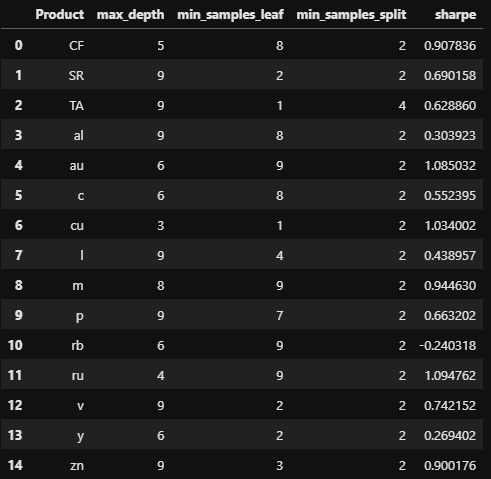 Product max_depth min_samples_leaf min_samples_split sharpe
0 CF 5 8 2 0.907836
1 SR 9 2 2 0.690158
2 TA 9 1 4 0.628860
3 al 9 8 2 0.303923
4 au 6 9 2 1.085032
5 c 6 8 2 0.552395
6 cu 3 1 2 1.034002
7 l 9 4 2 0.438957
8 m 8 9 2 0.944630
9 p 9 7 2 0.663202
10 rb 6 9 2 -0.240318
11 ru 4 9 2 1.094762
12 v 9 2 2 0.742152
13 y 6 2 2 0.269402
14 zn 9 3 2 0.900176